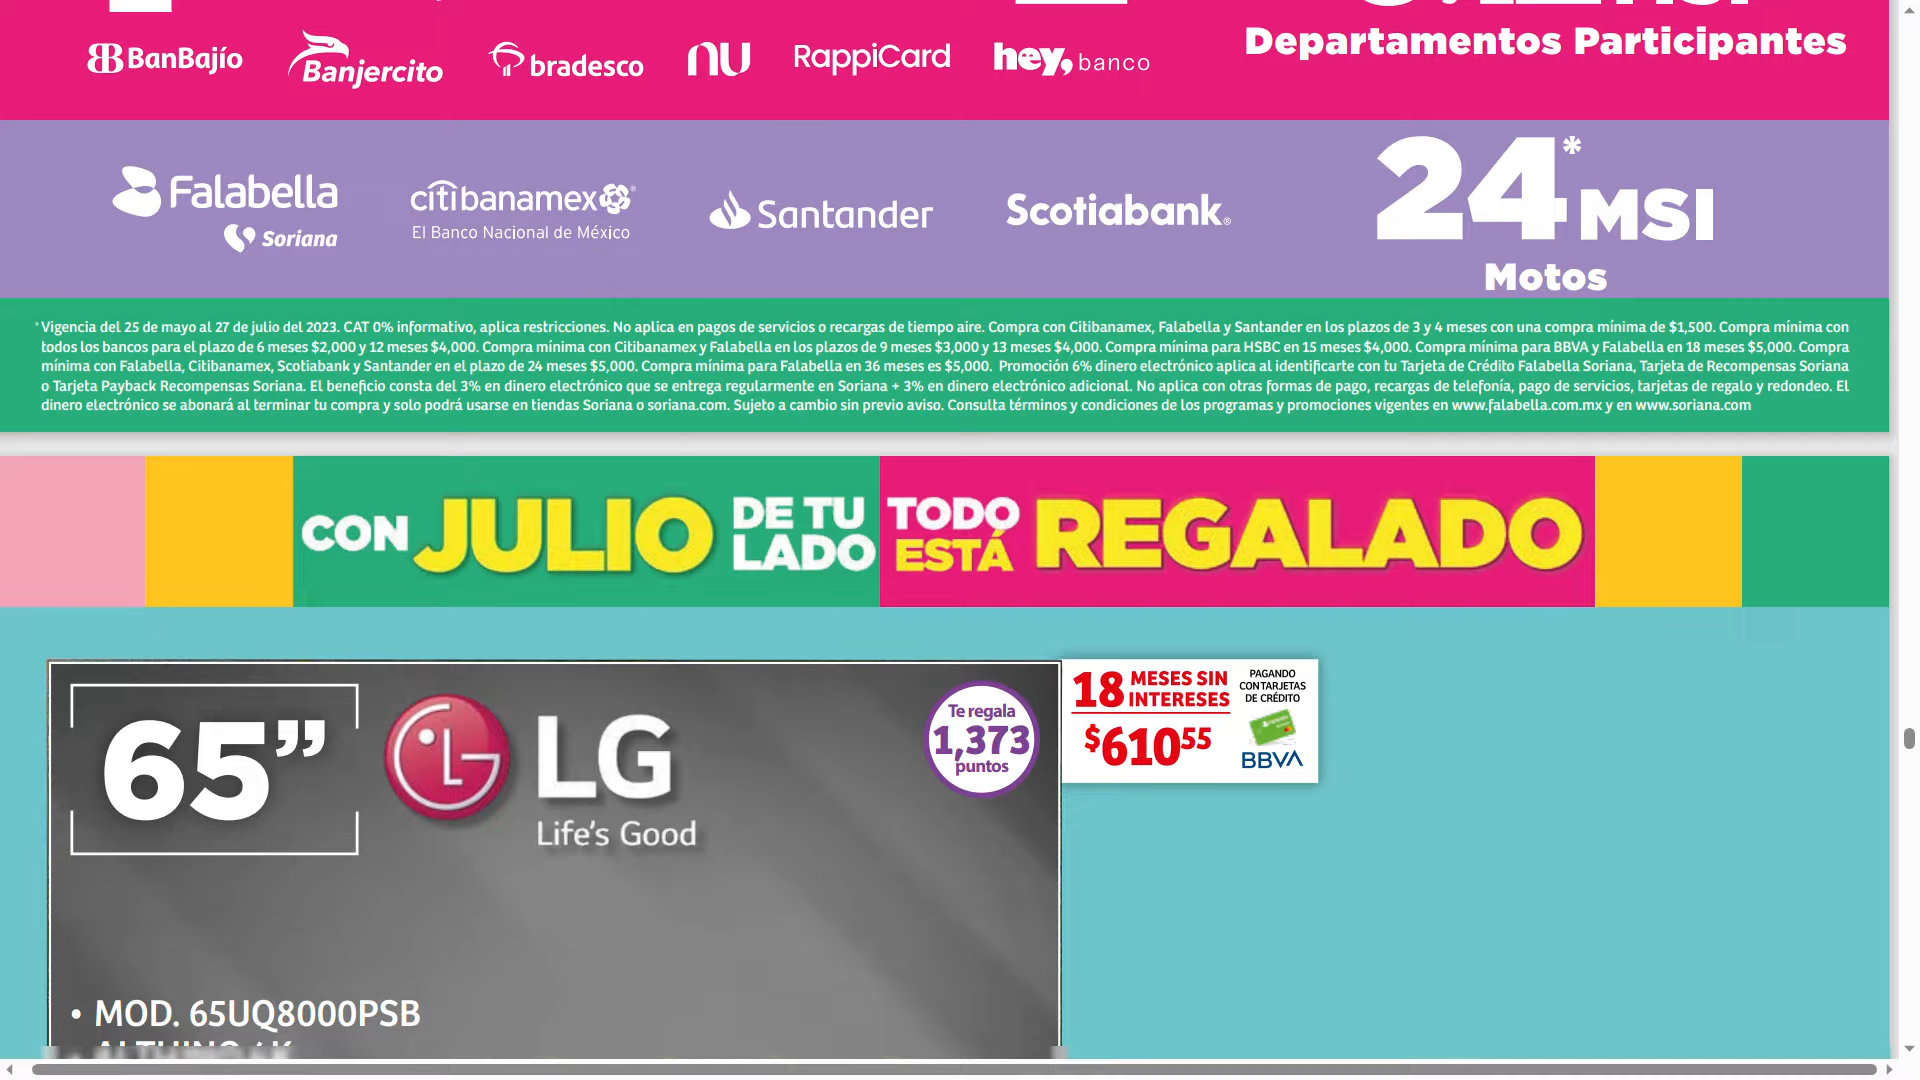 BanBajío
Banjercito
bradesco
nu
RappiCard
hey, banco
Departamentos Participantes
Falabella
Soriana
citibanamex
El Banco Nacional de México
Santander
Scotiabank®
24* MSI
Motos
* Vigencia del 25 de mayo al 27 de julio del 2023. CAT 0% informativo, aplica restricciones. No aplica en pagos de servicios o recargas de tiempo aire. Compra con Citibanamex, Falabella y Santander en los plazos de 3 y 4 meses con una compra mínima de $1,500. Compra mínima con
todos los bancos para el plazo de 6 meses $2,000 y 12 meses $4,000. Compra mínima con Citibanamex y Falabella en los plazos de 9 meses $3,000 y 13 meses $4,000. Compra mínima para HSBC en 15 meses $4,000. Compra mínima para BBVA y Falabella en 18 meses $5,000. Compra
mínima con Falabella, Citibanamex, Scotiabank y Santander en el plazo de 24 meses $5,000. Compra mínima para Falabella en 36 meses es $5,000. Promoción 6% dinero electrónico aplica al identificarte con tu Tarjeta de Crédito Falabella Soriana, Tarjeta de Recompensas Soriana
o Tarjeta Payback Recompensas Soriana. El beneficio consta del 3% en dinero electrónico que se entrega regularmente en Soriana + 3% en dinero electrónico adicional. No aplica con otras formas de pago, recargas de telefonía, pago de servicios, tarjetas de regalo y redondeo. El
dinero electrónico se abonará al terminar tu compra y solo podrá usarse en tiendas Soriana o soriana.com. Sujeto a cambio sin previo aviso. Consulta términos y condiciones de los programas y promociones vigentes en www.falabella.com.mx y en www.soriana.com
CON JULIO DE TU LADO TODO ESTÁ REGALADO
65”
LG
Life's Good
Te regala
1,373
puntos
18 MESES SIN INTERESES
$610 55
PAGANDO
CON TARJETAS
DE CRÉDITO
BBVA
• MOD. 65UQ8000PSB